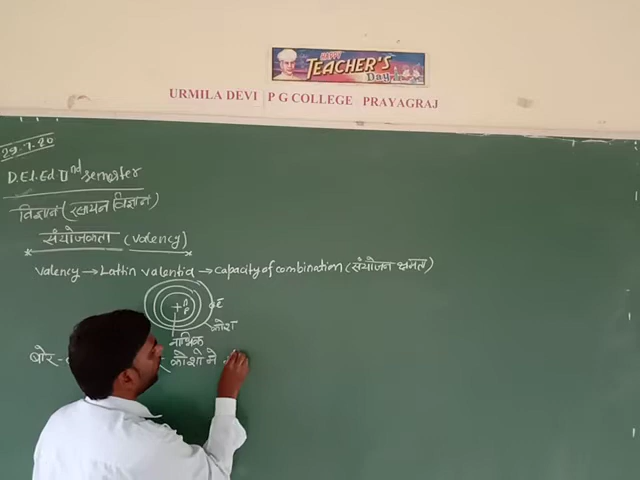 HAPPY
TEACHER'S
Day
URMILA DEVI P G COLLEGE PRAYAGRAJ
29.7.20
D.El.Ed IInd semester
विज्ञान (रसायन विज्ञान)
संयोजकता (valency)
valency → Lattin valentia → capacity of combination (संयोजन क्षमता)
n
p
+
कोश
नाभिक
बोर-
कोशो मे